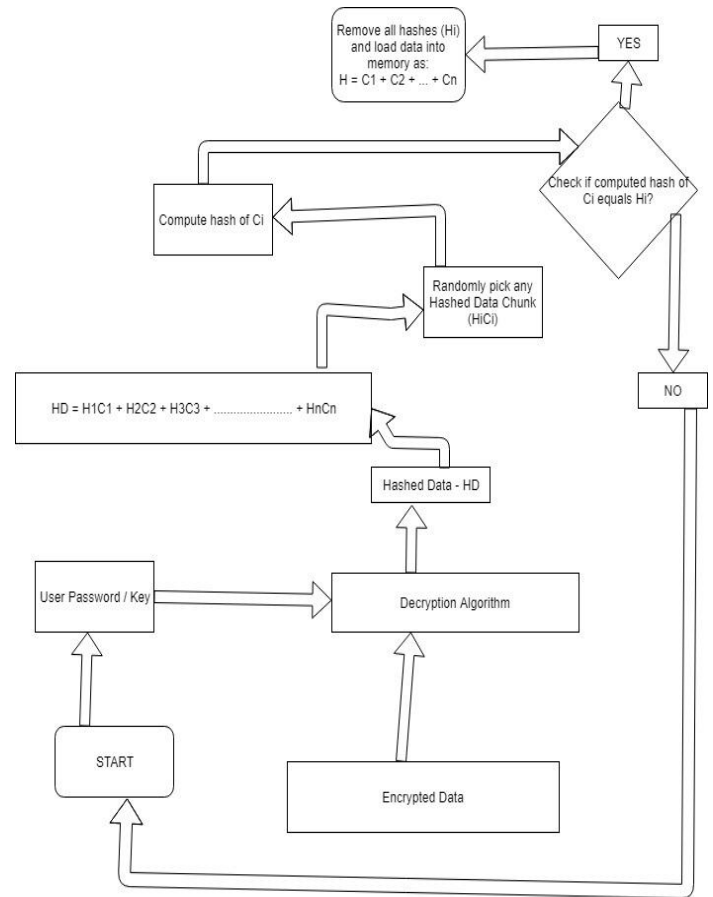 Remove all hashes (Hi)
and load data into
memory as:
H = C1 + C2 + ... + Cn
YES
Check if computed hash of
Ci equals Hi?
Compute hash of Ci
Randomly pick any
Hashed Data Chunk
(HiCi)
NO
HD = H1C1 + H2C2 + H3C3 + ........................ + HnCn
Hashed Data - HD
User Password / Key
Decryption Algorithm
START
Encrypted Data